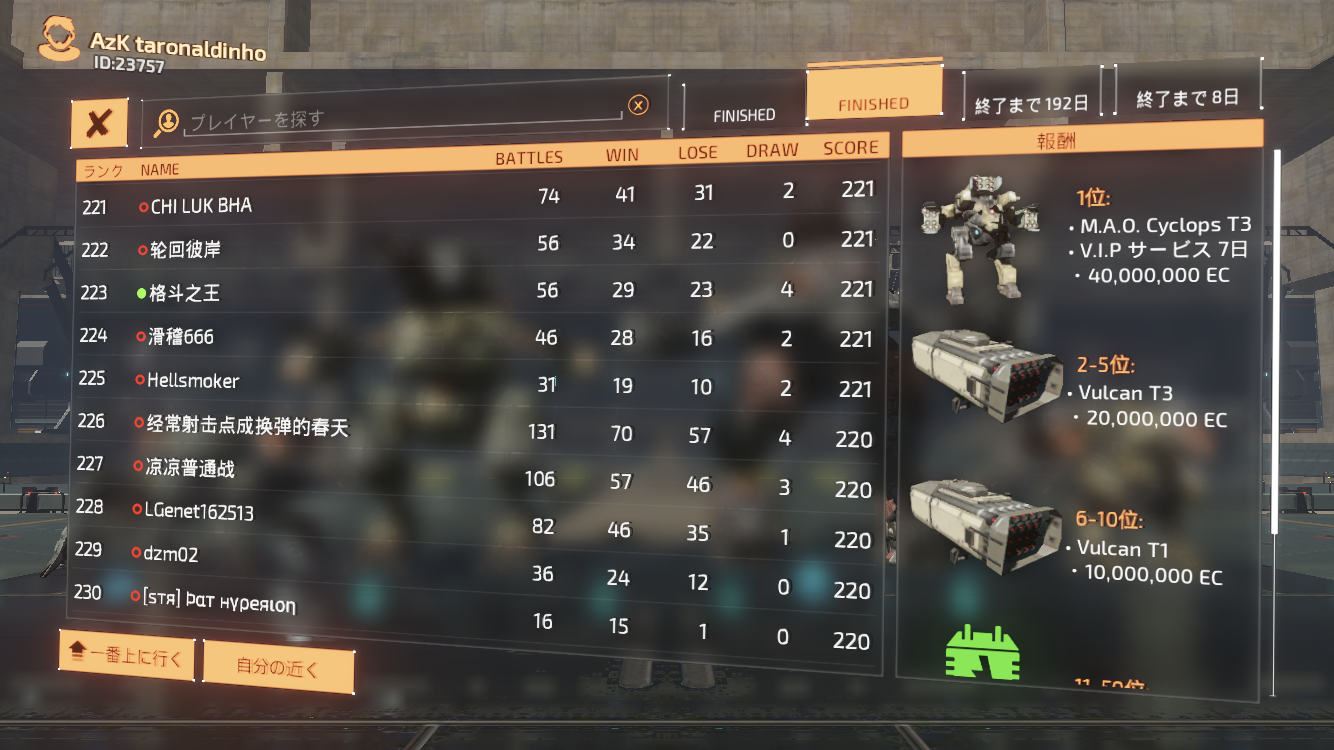 AzK taronaldinho
ID:23757
プレイヤーを探す
FINISHED
FINISHED
終了まで 192日
終了まで 8日
ランク NAME BATTLES WIN LOSE DRAW SCORE
221 CHI LUK BHA 74 41 31 2 221
222 轮回彼岸 56 34 22 0 221
223 格斗之王 56 29 23 4 221
224 滑稽666 46 28 16 2 221
225 Hellsmoker 31 19 10 2 221
226 经常射击点成换弹的春天 131 70 57 4 220
227 凉凉普通战 106 57 46 3 220
228 LGenet162513 82 46 35 1 220
229 dzm02 36 24 12 0 220
230 [sтя] þαт нγρeяιoη 16 15 1 0 220
一番上に行く
自分の近く
報酬
1位:
• M.A.O. Cyclops T3
• V.I.P サービス 7日
• 40,000,000 EC
2-5位:
• Vulcan T3
• 20,000,000 EC
6-10位:
• Vulcan T1
• 10,000,000 EC
11-50位: